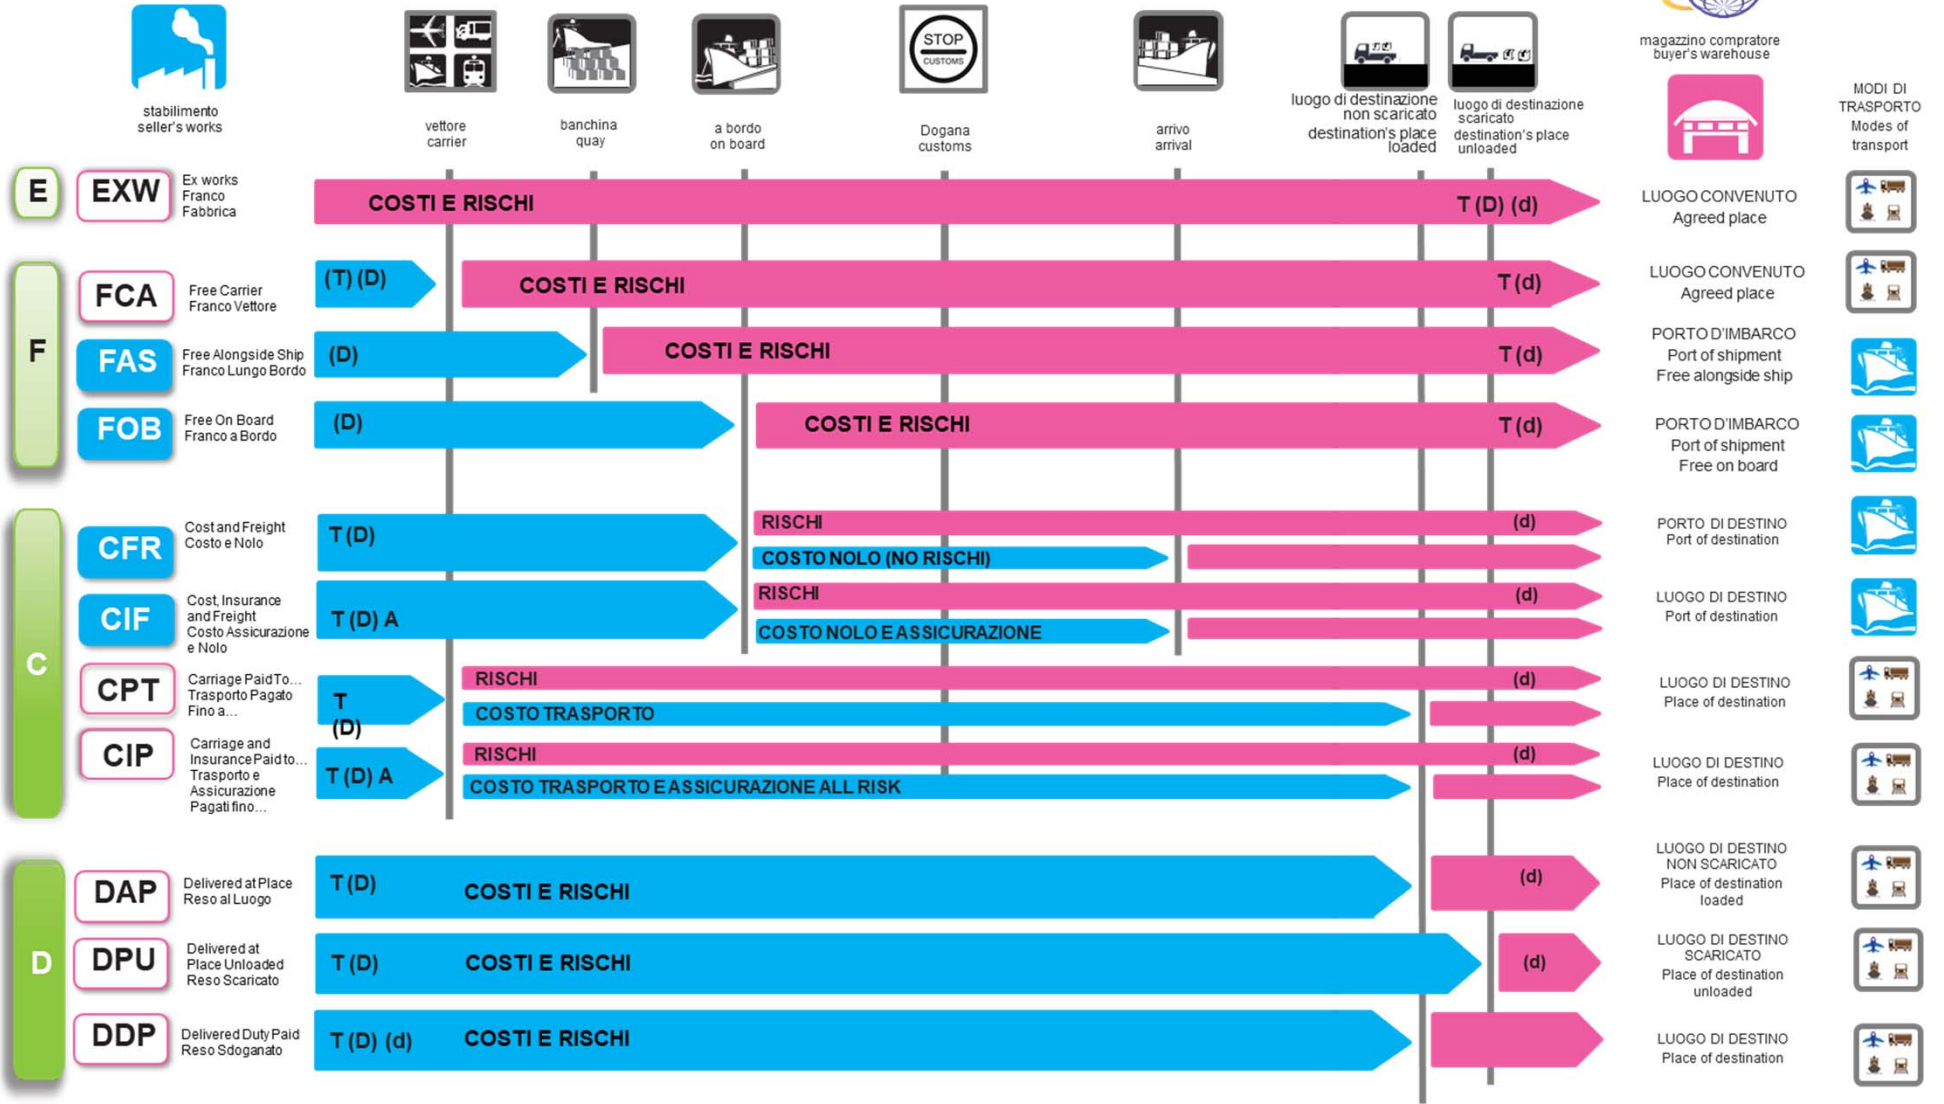 stabilimento
seller's works
vettore
carrier
banchina
quay
a bordo
on board
STOP
CUSTOMS
Dogana
customs
arrivo
arrival
luogo di destinazione
non scaricato
destination's place
loaded
luogo di destinazione
scaricato
destination's place
unloaded
magazzino compratore
buyer's warehouse
MODI DI
TRASPORTO
Modes of
transport
E
EXW
Ex works
Franco
Fabbrica
COSTI E RISCHI
T (D) (d)
LUOGO CONVENUTO
Agreed place
F
FCA
Free Carrier
Franco Vettore
(T) (D)
COSTI E RISCHI
T (d)
LUOGO CONVENUTO
Agreed place
FAS
Free Alongside Ship
Franco Lungo Bordo
(D)
COSTI E RISCHI
T (d)
PORTO D'IMBARCO
Port of shipment
Free alongside ship
FOB
Free On Board
Franco a Bordo
(D)
COSTI E RISCHI
T (d)
PORTO D'IMBARCO
Port of shipment
Free on board
C
CFR
Cost and Freight
Costo e Nolo
T (D)
RISCHI
(d)
COSTO NOLO (NO RISCHI)
PORTO DI DESTINO
Port of destination
CIF
Cost, Insurance
and Freight
Costo Assicurazione
e Nolo
T (D) A
RISCHI
(d)
COSTO NOLO E ASSICURAZIONE
LUOGO DI DESTINO
Port of destination
CPT
Carriage Paid To...
Trasporto Pagato
Fino a...
T
(D)
RISCHI
(d)
COSTO TRASPORTO
LUOGO DI DESTINO
Place of destination
CIP
Carriage and
Insurance Paid to...
Trasporto e
Assicurazione
Pagati fino...
T (D) A
RISCHI
(d)
COSTO TRASPORTO E ASSICURAZIONE ALL RISK
LUOGO DI DESTINO
Place of destination
D
DAP
Delivered at Place
Reso al Luogo
T (D)
COSTI E RISCHI
(d)
LUOGO DI DESTINO
NON SCARICATO
Place of destination
loaded
DPU
Delivered at
Place Unloaded
Reso Scaricato
T (D)
COSTI E RISCHI
(d)
LUOGO DI DESTINO
SCARICATO
Place of destination
unloaded
DDP
Delivered Duty Paid
Reso Sdoganato
T (D) (d)
COSTI E RISCHI
LUOGO DI DESTINO
Place of destination